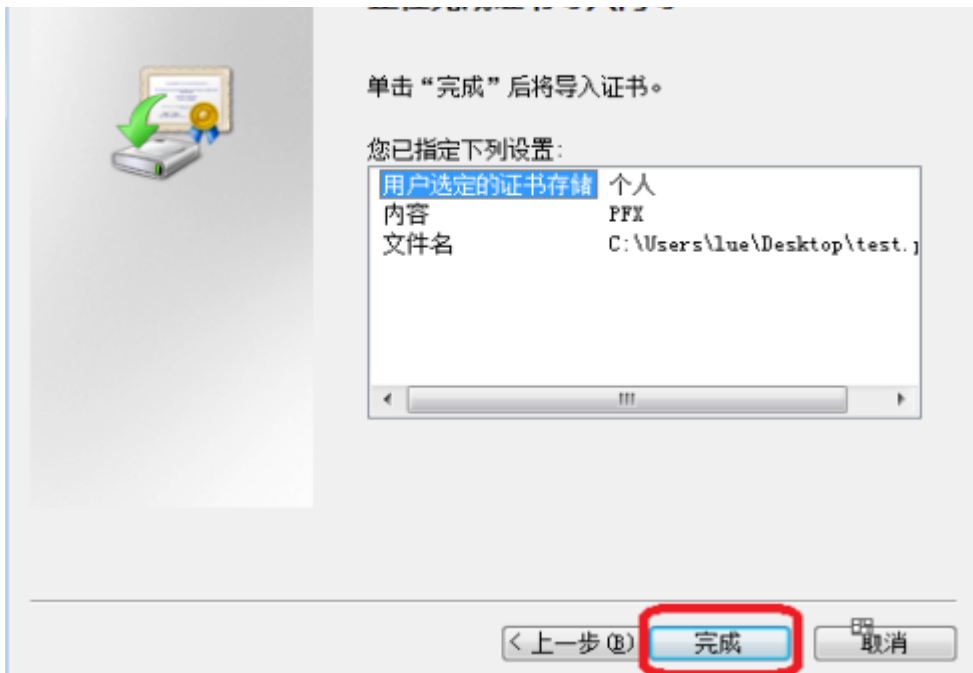 单击“完成”后将导入证书。
您已指定下列设置:
用户选定的证书存储 个人
内容 PFX
文件名 C:\Users\lue\Desktop\test.
<上一步(B) 完成 取消